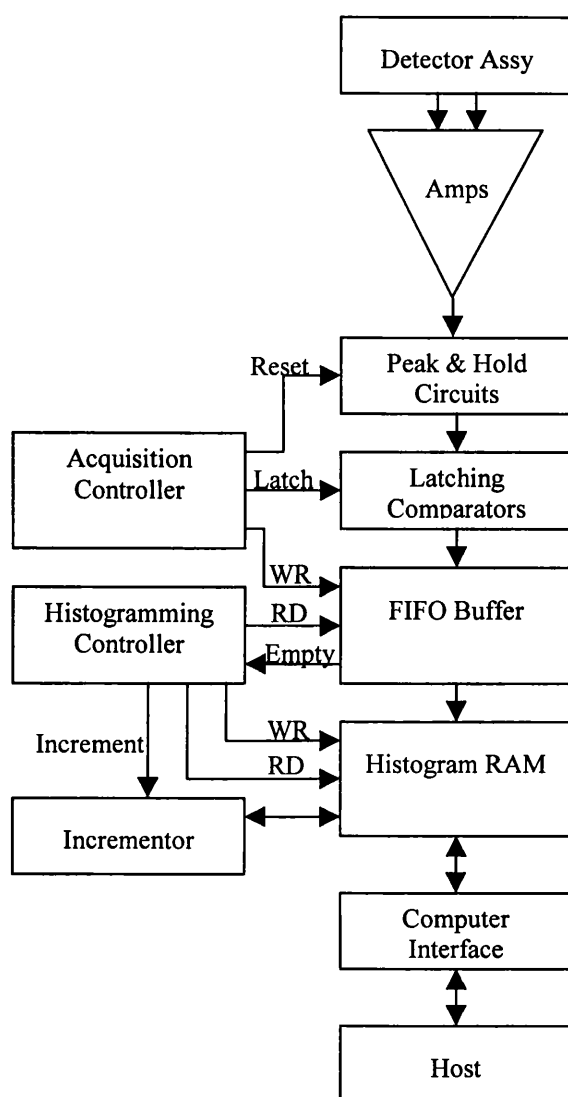 Detector Assy
Amps
Reset
Peak & Hold
Circuits
Acquisition
Controller
Latch
Latching
Comparators
WR
FIFO Buffer
Histogramming
Controller
RD
Empty
WR
Increment
RD
Histogram RAM
Incrementor
Computer
Interface
Host